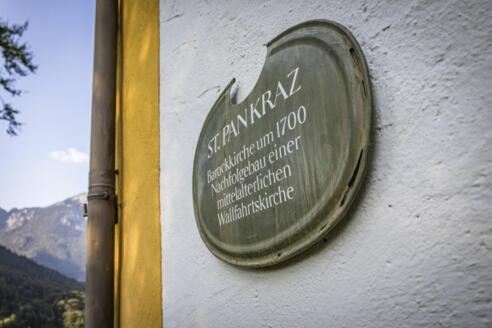 ST. PANKRAZ
Barockkirche um 1700
Nachfolgebau einer
mittelalterlichen
Wallfahrtskirche